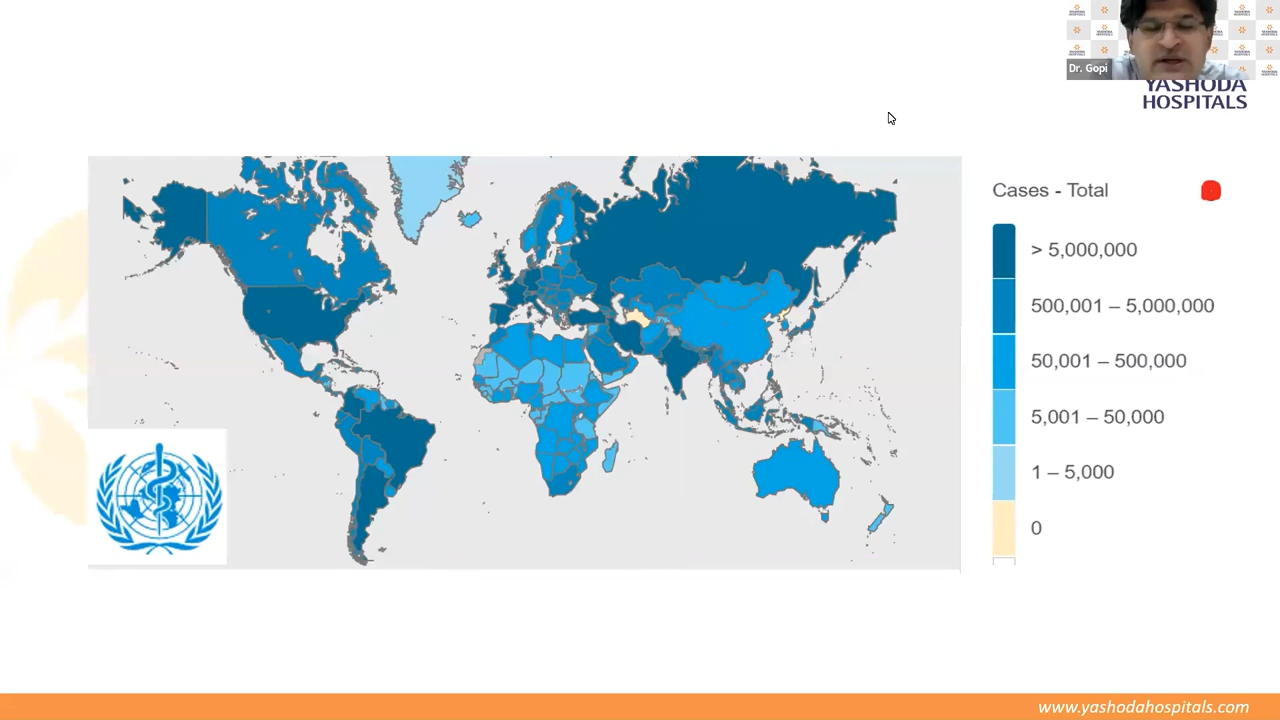 Dr. Gopi
YASHODA
HOSPITALS
Cases - Total
> 5,000,000
500,001 – 5,000,000
50,001 – 500,000
5,001 – 50,000
1 – 5,000
0
www.yashodahospitals.com